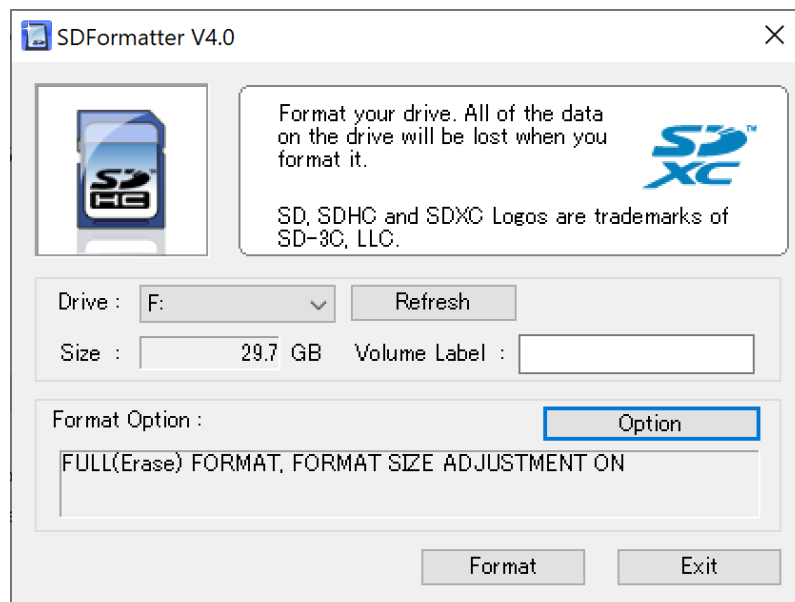 SDFormatter V4.0
Format your drive. All of the data
on the drive will be lost when you
format it.
SD, SDHC and SDXC Logos are trademarks of
SD-3C, LLC.
SD HC
SD XC™
Drive : F: Refresh
Size : 29.7 GB Volume Label :
Format Option : Option
FULL(Erase) FORMAT, FORMAT SIZE ADJUSTMENT ON
Format Exit